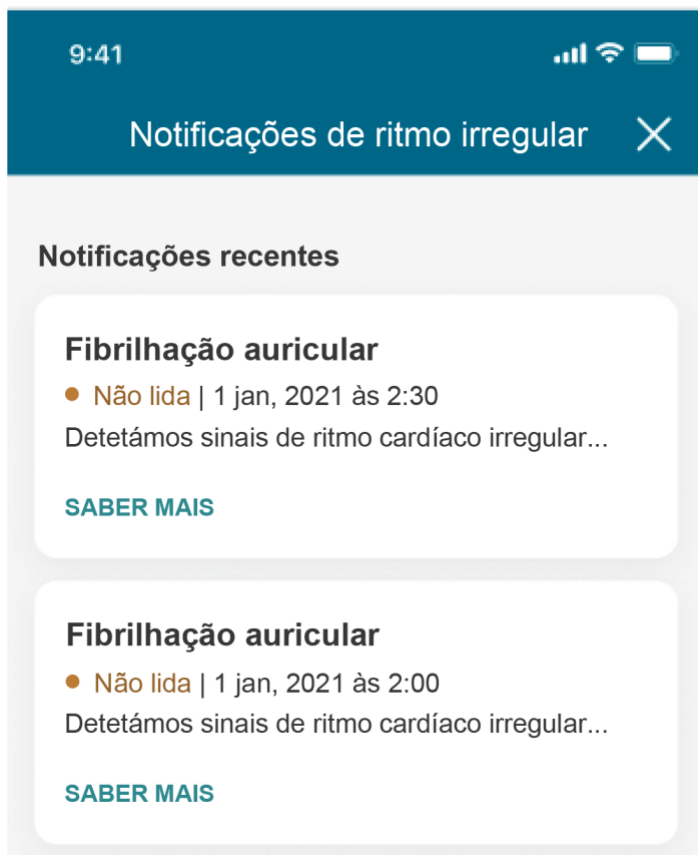 9:41
Notificações de ritmo irregular
Notificações recentes
Fibrilhação auricular
Não lida | 1 jan, 2021 às 2:30
Detetámos sinais de ritmo cardíaco irregular...
SABER MAIS
Fibrilhação auricular
Não lida | 1 jan, 2021 às 2:00
Detetámos sinais de ritmo cardíaco irregular...
SABER MAIS